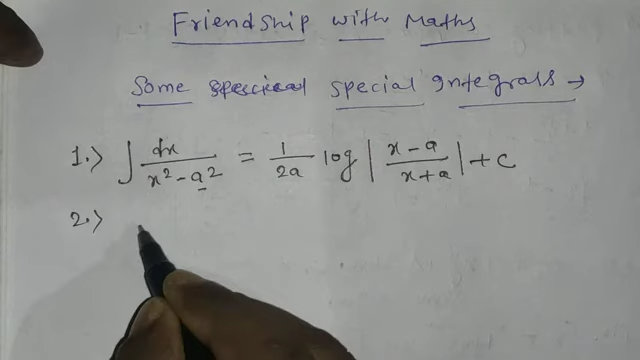 Friendship with Maths
Some special Integrals →
1.> ∫ dx / x² - a² = 1 / 2a log | x - a / x + a | + c
2.>